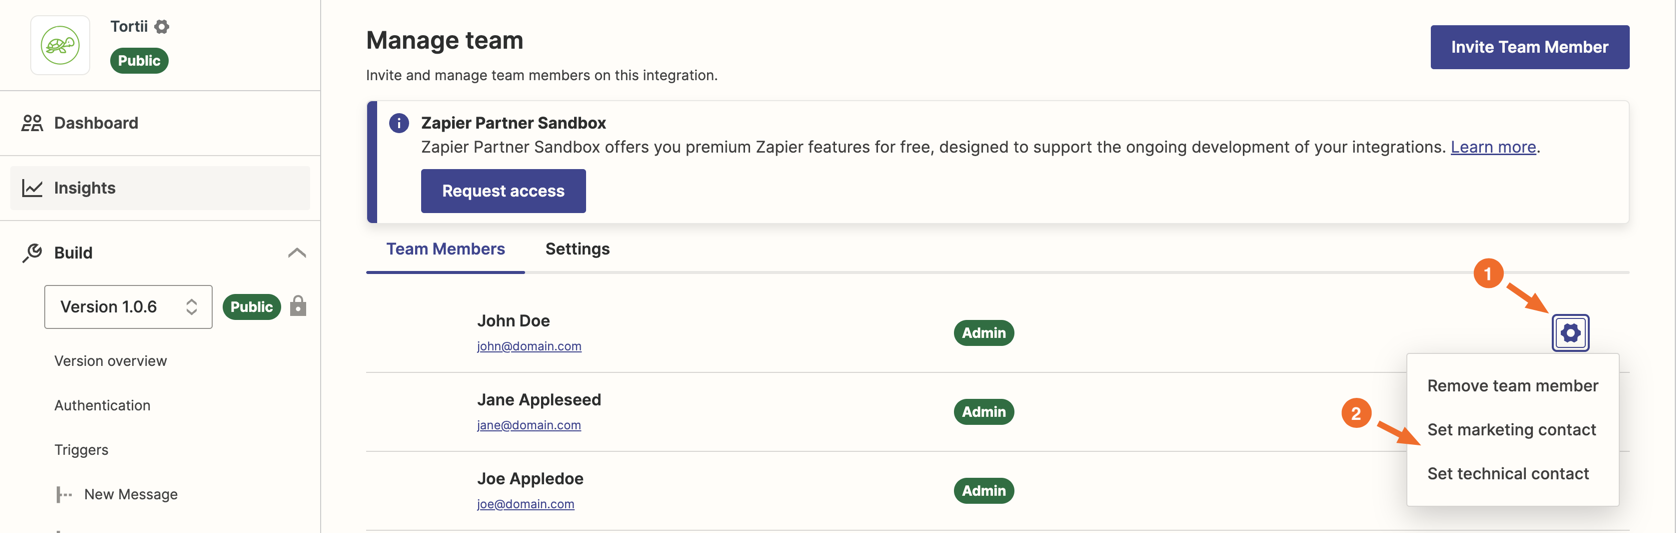 Tortii
Public
Dashboard
Insights
Build
Version 1.0.6
Public
Version overview
Authentication
Triggers
New Message
Manage team
Invite and manage team members on this integration.
Invite Team Member
Zapier Partner Sandbox
Zapier Partner Sandbox offers you premium Zapier features for free, designed to support the ongoing development of your integrations. Learn more.
Request access
Team Members
Settings
1
John Doe
john@domain.com
Admin
Jane Appleseed
jane@domain.com
Admin
Joe Appledoe
joe@domain.com
Admin
2
Remove team member
Set marketing contact
Set technical contact